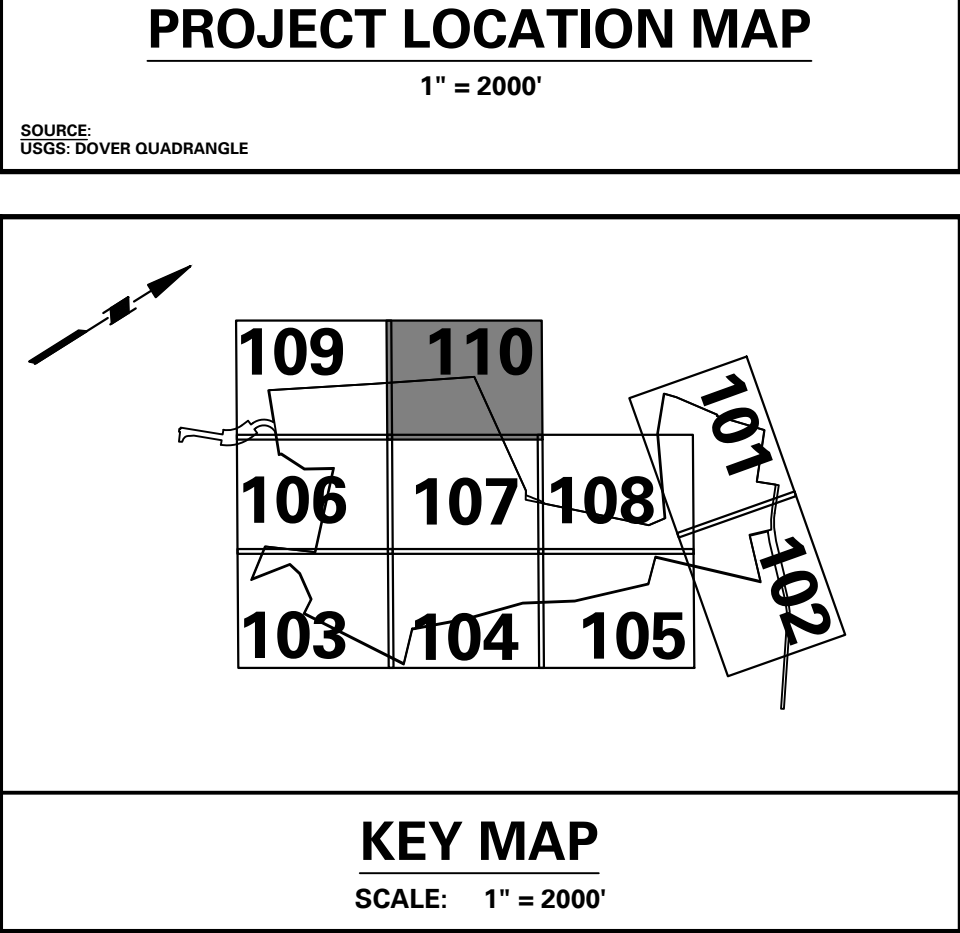 PROJECT LOCATION MAP
1" = 2000'
SOURCE:
USGS: DOVER QUADRANGLE
109
110
101
106
107
108
102
103
104
105
KEY MAP
SCALE: 1" = 2000'